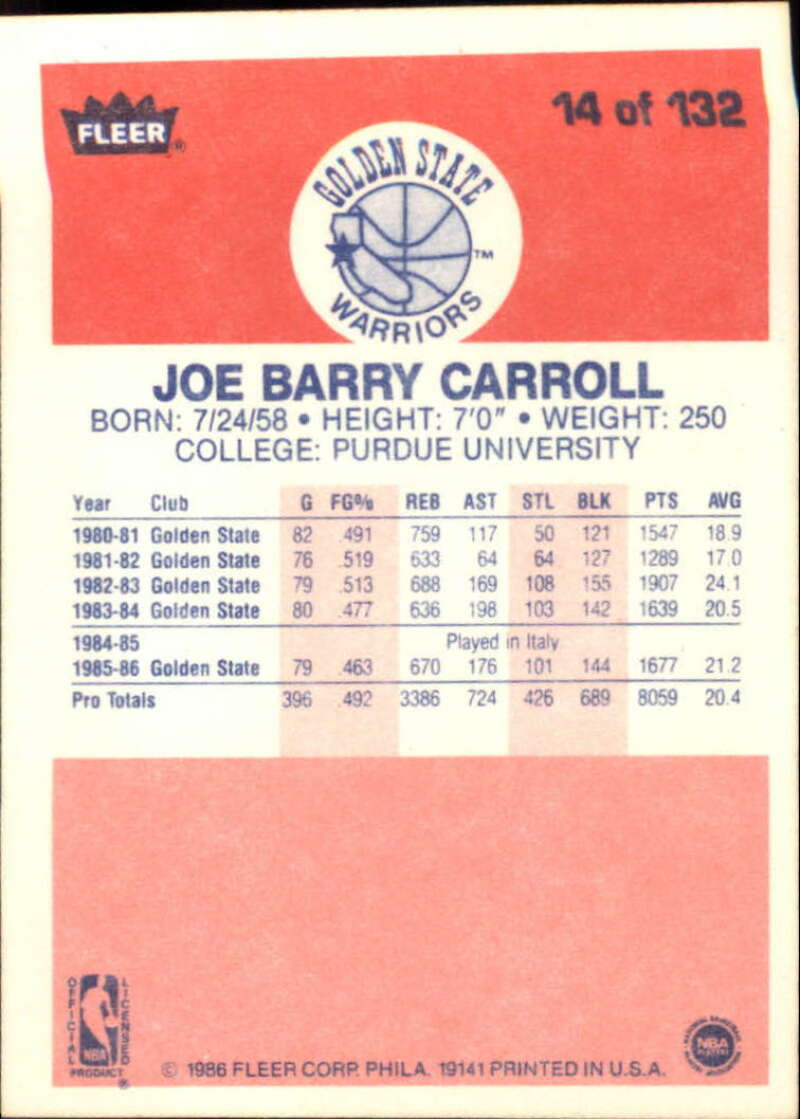 FLEER®
14 of 132
GOLDEN STATE
WARRIORS
TM
JOE BARRY CARROLL
BORN: 7/24/58 • HEIGHT: 7'0" • WEIGHT: 250
COLLEGE: PURDUE UNIVERSITY
Year Club G FG% REB AST STL BLK PTS AVG
1980-81 Golden State 82 .491 759 117 50 121 1547 18.9
1981-82 Golden State 76 .519 633 64 64 127 1289 17.0
1982-83 Golden State 79 .513 688 169 108 155 1907 24.1
1983-84 Golden State 80 .477 636 198 103 142 1639 20.5
1984-85 Played in Italy
1985-86 Golden State 79 .463 670 176 101 144 1677 21.2
Pro Totals 396 .492 3386 724 426 689 8059 20.4
OFFICIAL
LICENSED
NBA
PRODUCT
®
© 1986 FLEER CORP. PHILA. 19141 PRINTED IN U.S.A.
NBA
PLAYERS